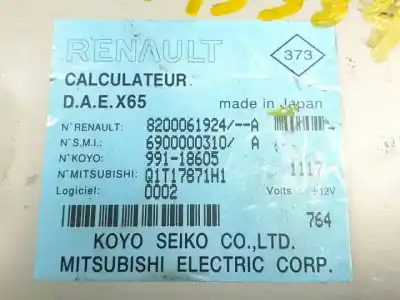 RENAULT
373
CALCULATEUR
D.A.E.X65
made in Japan
N°RENAULT: 8200061924/--A
N°S.M.I.: 6900000310/ A
N°KOYO: 991-18605
N°MITSUBISHI: Q1T17871H1 1117
Logiciel: 0002 Volts : +12V
764
KOYO SEIKO CO.,LTD.
MITSUBISHI ELECTRIC CORP.